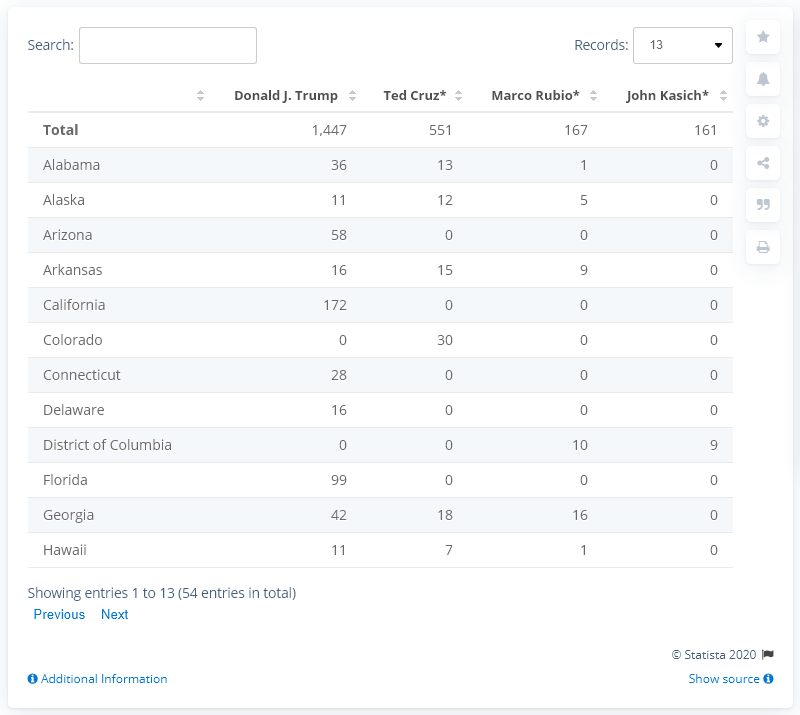 Search: Records: 13
Donald J. Trump Ted Cruz* Marco Rubio* John Kasich*
Total 1,447 551 167 161
Alabama 36 13 1 0
Alaska 11 12 5 0
Arizona 58 0 0 0
Arkansas 16 15 9 0
California 172 0 0 0
Colorado 0 30 0 0
Connecticut 28 0 0 0
Delaware 16 0 0 0
District of Columbia 0 0 10 9
Florida 99 0 0 0
Georgia 42 18 16 0
Hawaii 11 7 1 0
Showing entries 1 to 13 (54 entries in total)
Previous Next
© Statista 2020
Additional Information Show source